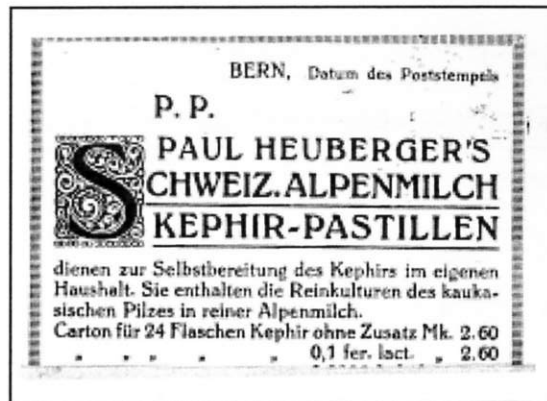 BERN, Datum des Poststempels
P. P.
PAUL HEUBERGER'S
SCHWEIZ. ALPENMILCH
KEPHIR-PASTILLEN
dienen zur Selbstbereitung des Kephirs im eigenen
Haushalt. Sie enthalten die Reinkulturen des kauka-
sischen Pilzes in reiner Alpenmilch.
Carton für 24 Flaschen Kephir ohne Zusatz Mk. 2.60
„ „ „ „ „ 0,1 fer. lact. „ 2.60